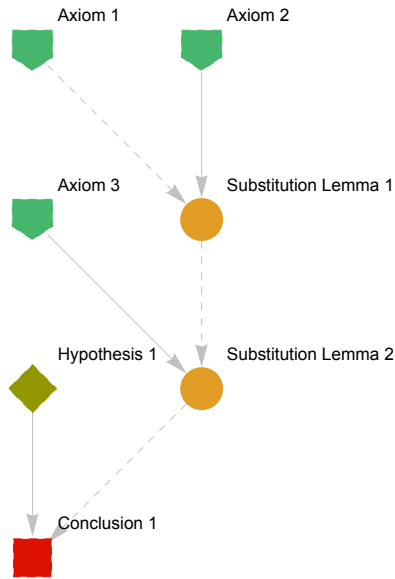 Axiom 1
Axiom 2
Axiom 3
Substitution Lemma 1
Hypothesis 1
Substitution Lemma 2
Conclusion 1